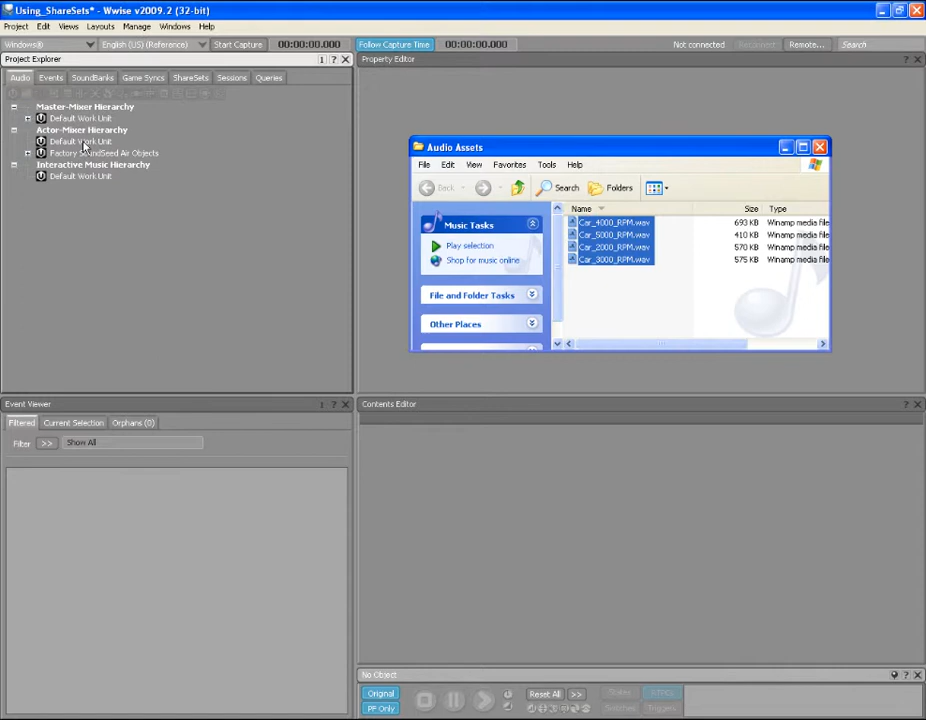 Using_ShareSets* - Wwise v2009.2 (32-bit)
Project Edit Views Layouts Manage Windows Help
Windows® English (US) (Reference) Start Capture 00:00:00.000 Follow Capture Time 00:00:00.000 Not connected Reconnect Remote... Search
Project Explorer 1 ?
Property Editor ?
Audio Events SoundBanks Game Syncs ShareSets Sessions Queries
Master-Mixer Hierarchy
Default Work Unit
Actor-Mixer Hierarchy
Default Work Unit
Factory SoundSeed Air Objects
Interactive Music Hierarchy
Default Work Unit
Audio Assets
File Edit View Favorites Tools Help
Back Search Folders
Name Size Type
Music Tasks
Play selection
Shop for music online
File and Folder Tasks
Other Places
Car_4000_RPM.wav 693 KB Winamp media file
Car_5000_RPM.wav 410 KB Winamp media file
Car_2000_RPM.wav 570 KB Winamp media file
Car_3000_RPM.wav 575 KB Winamp media file
Event Viewer 1 ?
Contents Editor ?
Filtered Current Selection Orphans (0)
Filter >> Show All
No Object ?
Original
PF Only
Reset All >>
States RTPCs
Switches Triggers